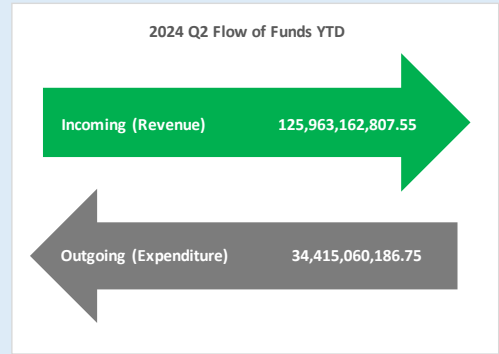 2024 Q2 Flow of Funds YTD
Incoming (Revenue) 125,963,162,807.55
Outgoing (Expenditure) 34,415,060,186.75